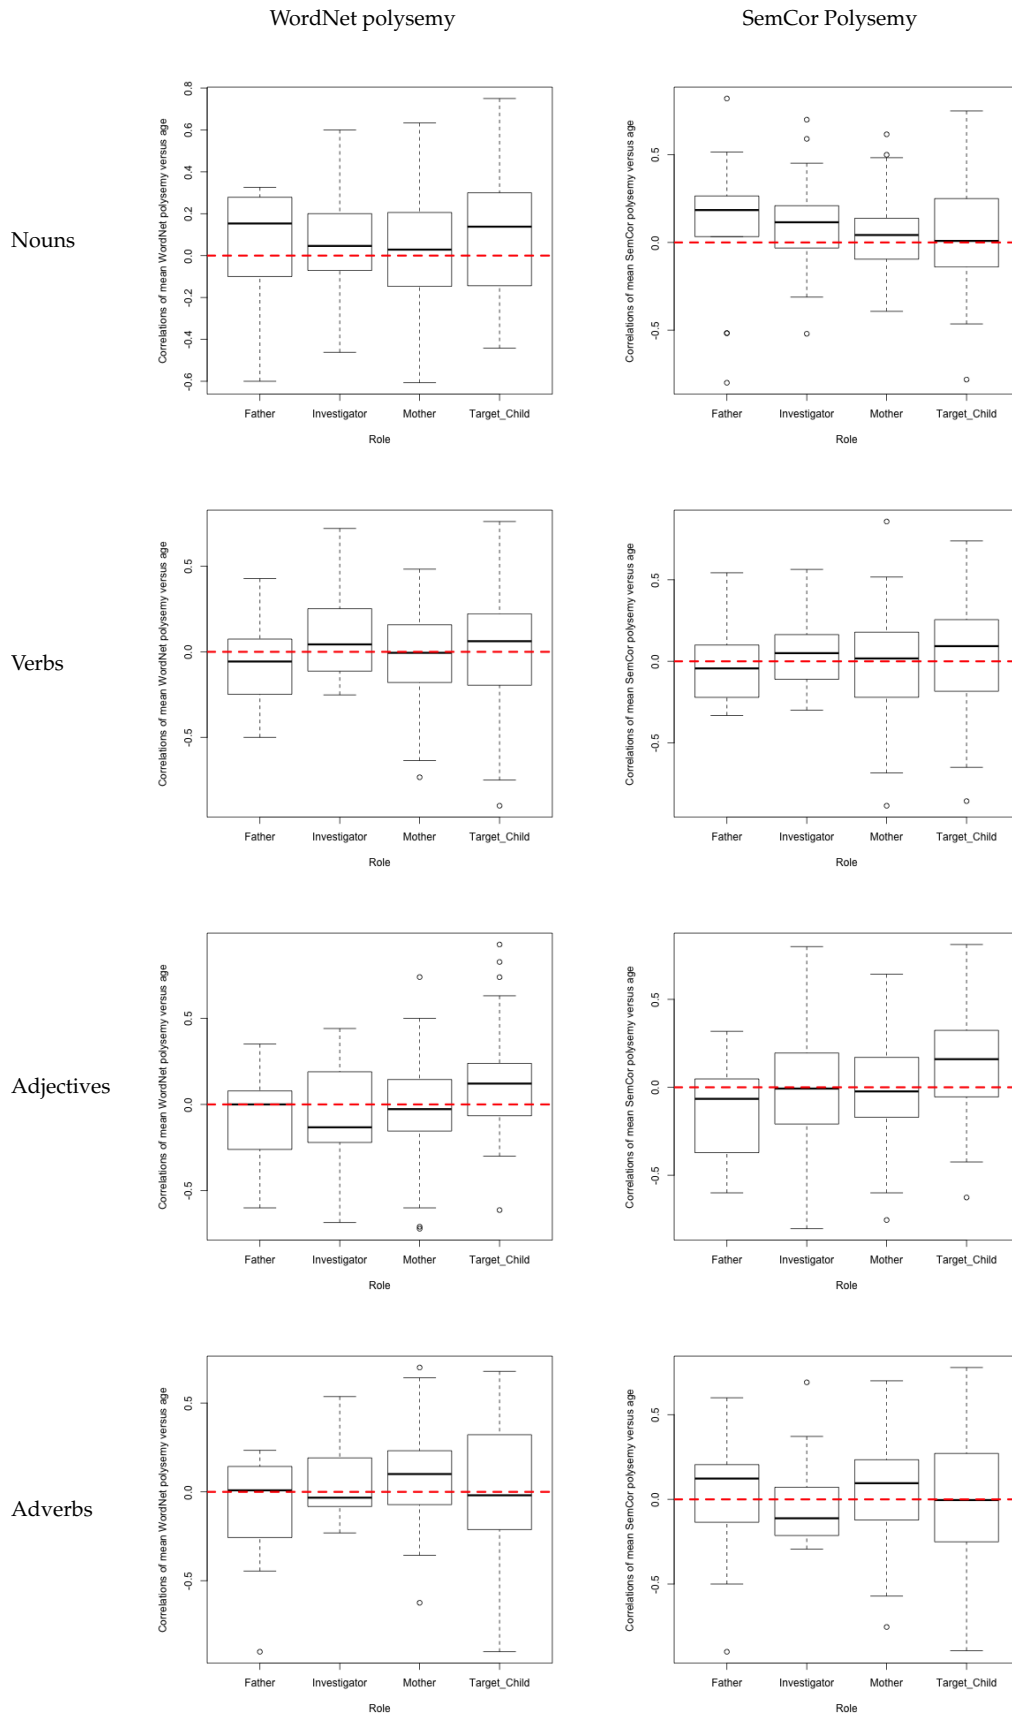 WordNet polysemy
SemCor Polysemy
Nouns
Correlations of mean WordNet polysemy versus age
0.8
0.6
0.4
0.2
0.0
-0.2
-0.4
-0.6
Father Investigator Mother Target_Child
Role
Correlations of mean SemCor polysemy versus age
0.5
0.0
-0.5
Father Investigator Mother Target_Child
Role
Verbs
Correlations of mean WordNet polysemy versus age
0.5
0.0
-0.5
Father Investigator Mother Target_Child
Role
Correlations of mean SemCor polysemy versus age
0.5
0.0
-0.5
Father Investigator Mother Target_Child
Role
Adjectives
Correlations of mean WordNet polysemy versus age
0.5
0.0
-0.5
Father Investigator Mother Target_Child
Role
Correlations of mean SemCor polysemy versus age
0.5
0.0
-0.5
Father Investigator Mother Target_Child
Role
Adverbs
Correlations of mean WordNet polysemy versus age
0.5
0.0
-0.5
Father Investigator Mother Target_Child
Role
Correlations of mean SemCor polysemy versus age
0.5
0.0
-0.5
Father Investigator Mother Target_Child
Role